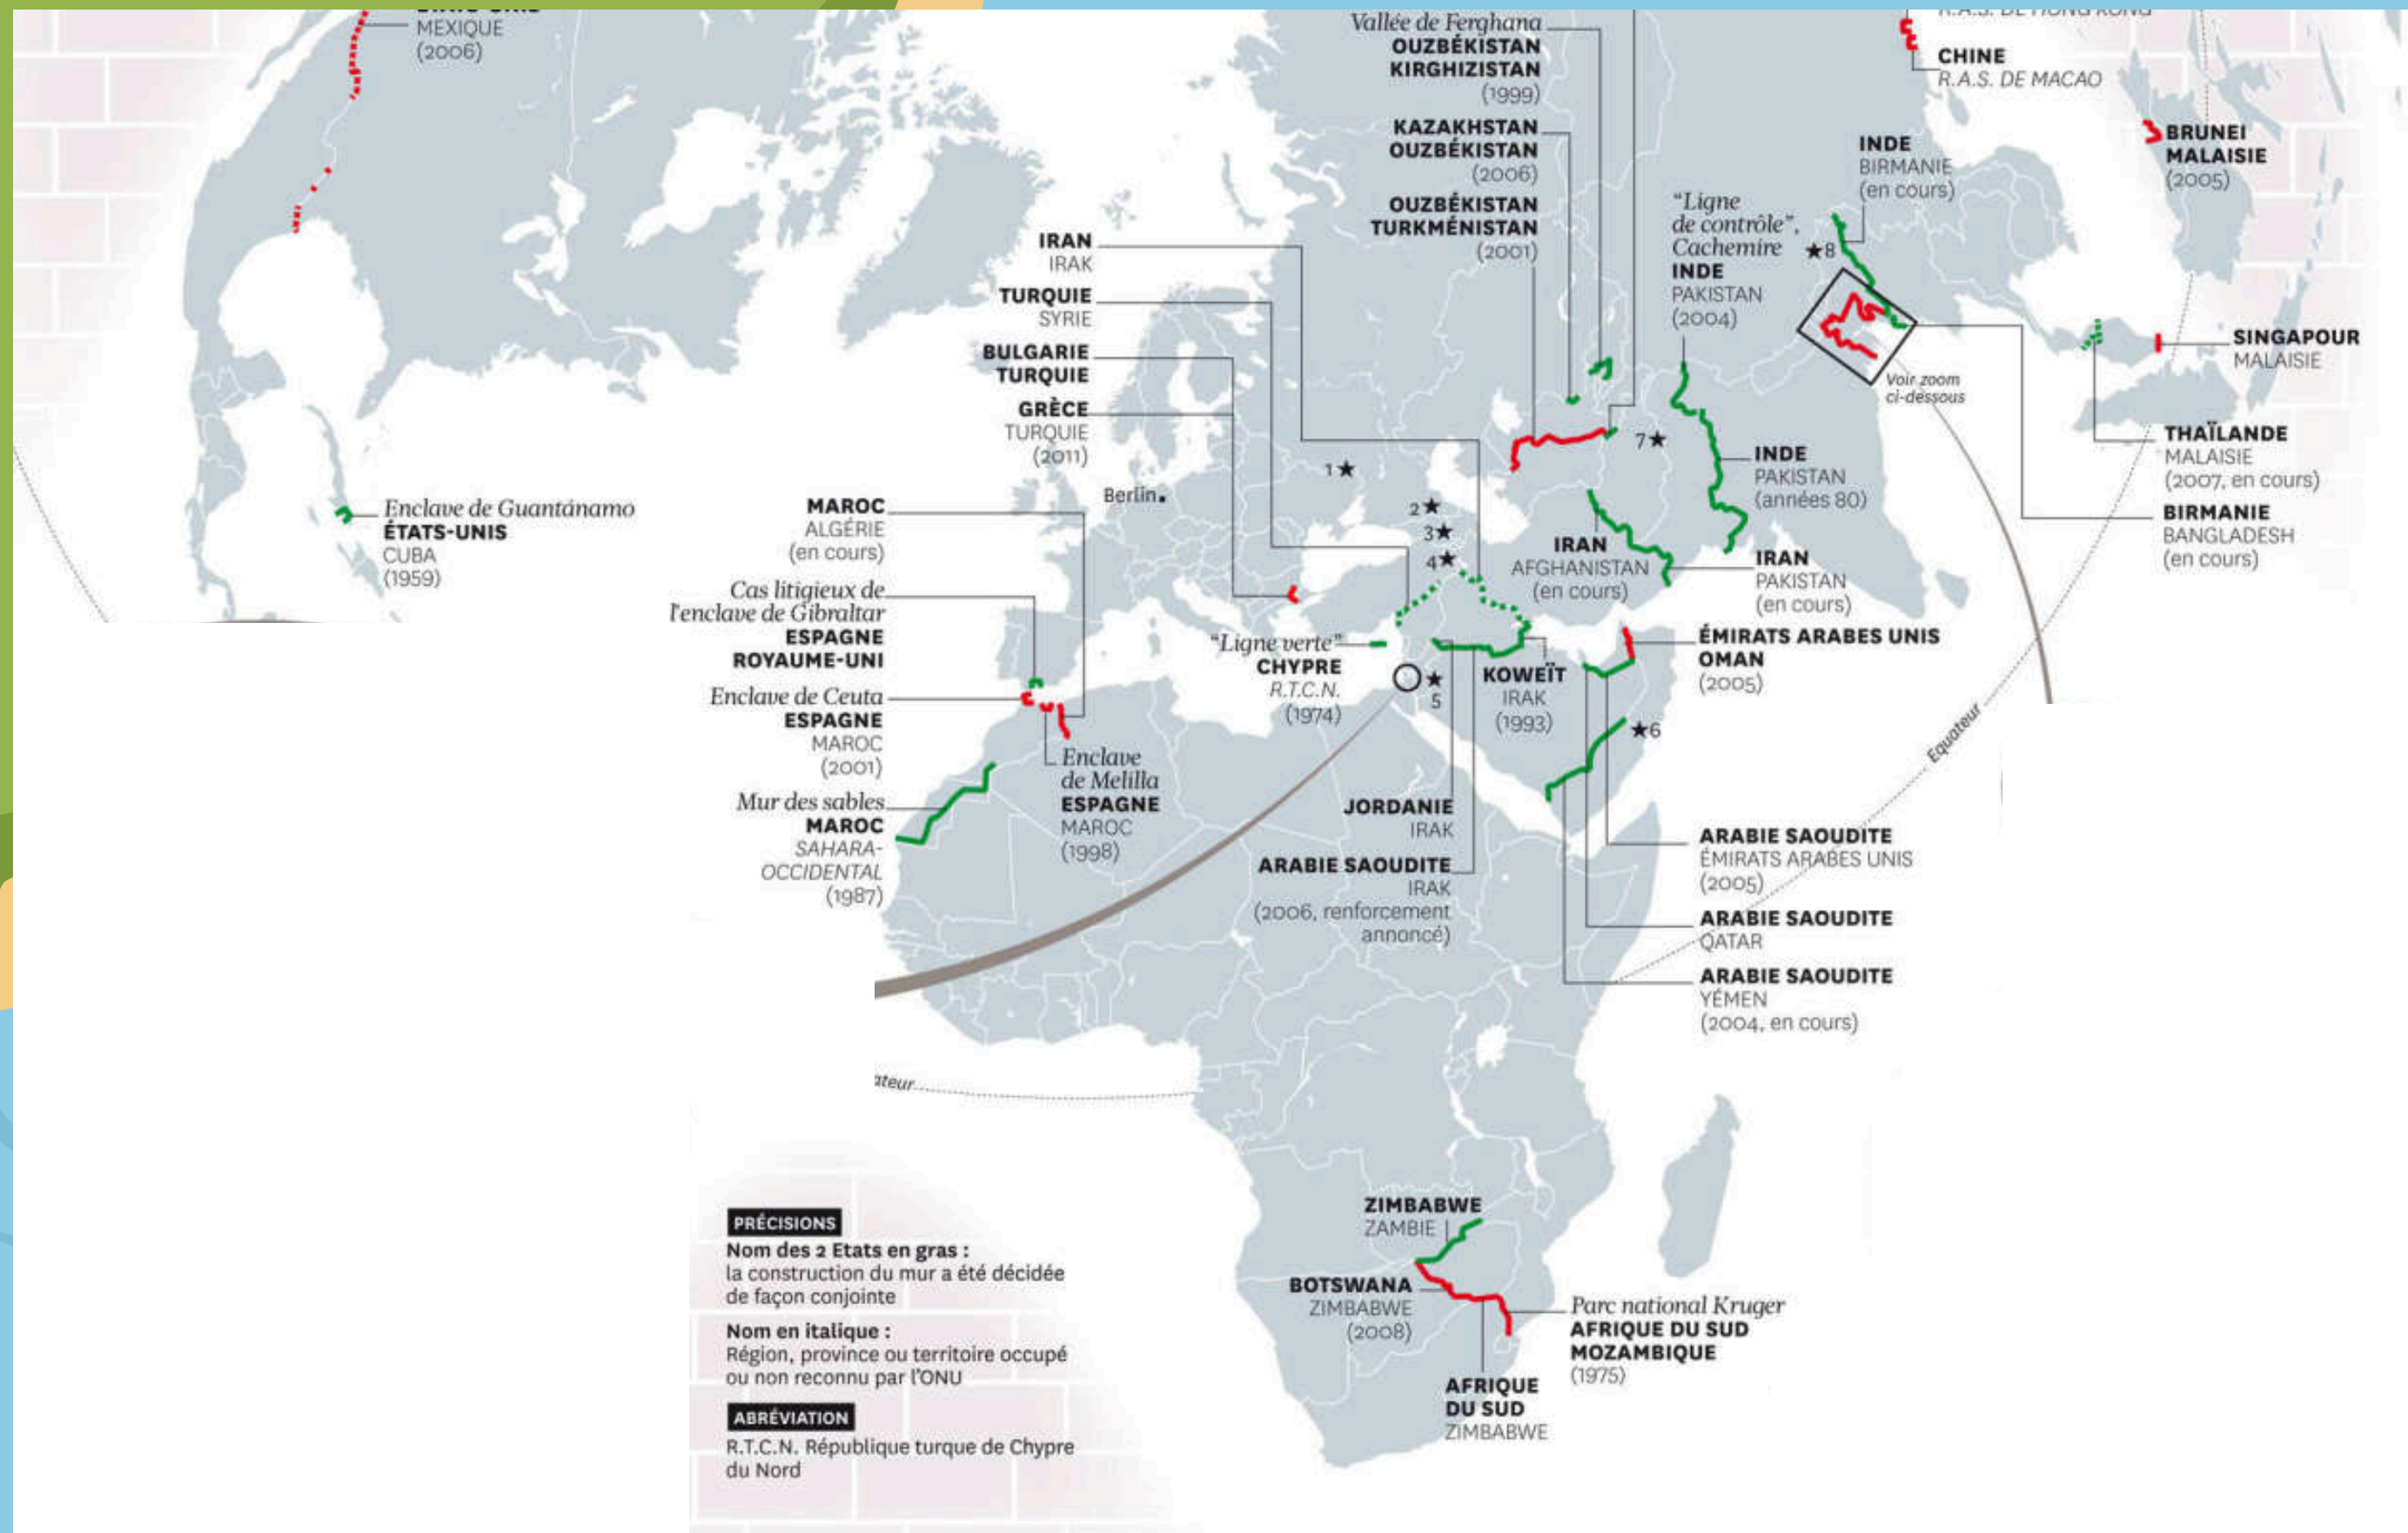 MEXIQUE
(2006)
Enclave de Guantánamo
ÉTATS-UNIS
CUBA
(1959)
IRAN
IRAK
TURQUIE
SYRIE
BULGARIE
TURQUIE
GRÈCE
TURQUIE
(2011)
Berlin
MAROC
ALGÉRIE
(en cours)
Cas litigieux de
l'enclave de Gibraltar
ESPAGNE
ROYAUME-UNI
Enclave de Ceuta
ESPAGNE
MAROC
(2001)
Mur des sables
MAROC
SAHARA-
OCCIDENTAL
(1987)
Enclave
de Melilla
ESPAGNE
MAROC
(1998)
Vallée de Ferghana
OUZBÉKISTAN
KIRGHIZISTAN
(1999)
KAZAKHSTAN
OUZBÉKISTAN
(2006)
OUZBÉKISTAN
TURKMÉNISTAN
(2001)
"Ligne
de contrôle",
Cachemire
INDE
PAKISTAN
(2004)
R.A.S. DE HONG KONG
CHINE
R.A.S. DE MACAO
INDE
BIRMANIE
(en cours)
BRUNEI
MALAISIE
(2005)
★8
Voir zoom
ci-dessous
SINGAPOUR
MALAISIE
THAÏLANDE
MALAISIE
(2007, en cours)
BIRMANIE
BANGLADESH
(en cours)
1★
2★
3★
4★
7★
INDE
PAKISTAN
(années 80)
IRAN
AFGHANISTAN
(en cours)
IRAN
PAKISTAN
(en cours)
"Ligne verte"
CHYPRE
R.T.C.N.
(1974)
★
5
KOWEÏT
IRAK
(1993)
ÉMIRATS ARABES UNIS
OMAN
(2005)
★6
Equateur
JORDANIE
IRAK
ARABIE SAOUDITE
IRAK
(2006, renforcement
annoncé)
ARABIE SAOUDITE
ÉMIRATS ARABES UNIS
(2005)
ARABIE SAOUDITE
QATAR
ARABIE SAOUDITE
YÉMEN
(2004, en cours)
ateur
ZIMBABWE
ZAMBIE
BOTSWANA
ZIMBABWE
(2008)
Parc national Kruger
AFRIQUE DU SUD
MOZAMBIQUE
(1975)
AFRIQUE
DU SUD
ZIMBABWE
PRÉCISIONS
Nom des 2 Etats en gras :
la construction du mur a été décidée
de façon conjointe
Nom en italique :
Région, province ou territoire occupé
ou non reconnu par l'ONU
ABRÉVIATION
R.T.C.N. République turque de Chypre
du Nord